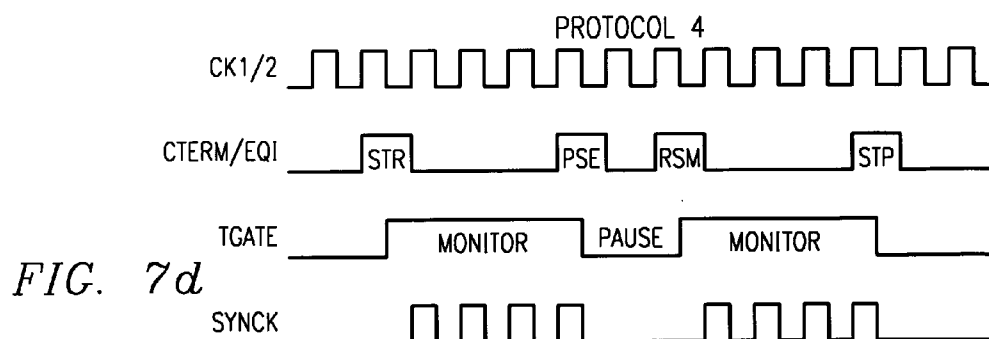 PROTOCOL 4
CK1/2
CTERM/EQI STR PSE RSM STP
TGATE MONITOR PAUSE MONITOR
FIG. 7d
SYNCK